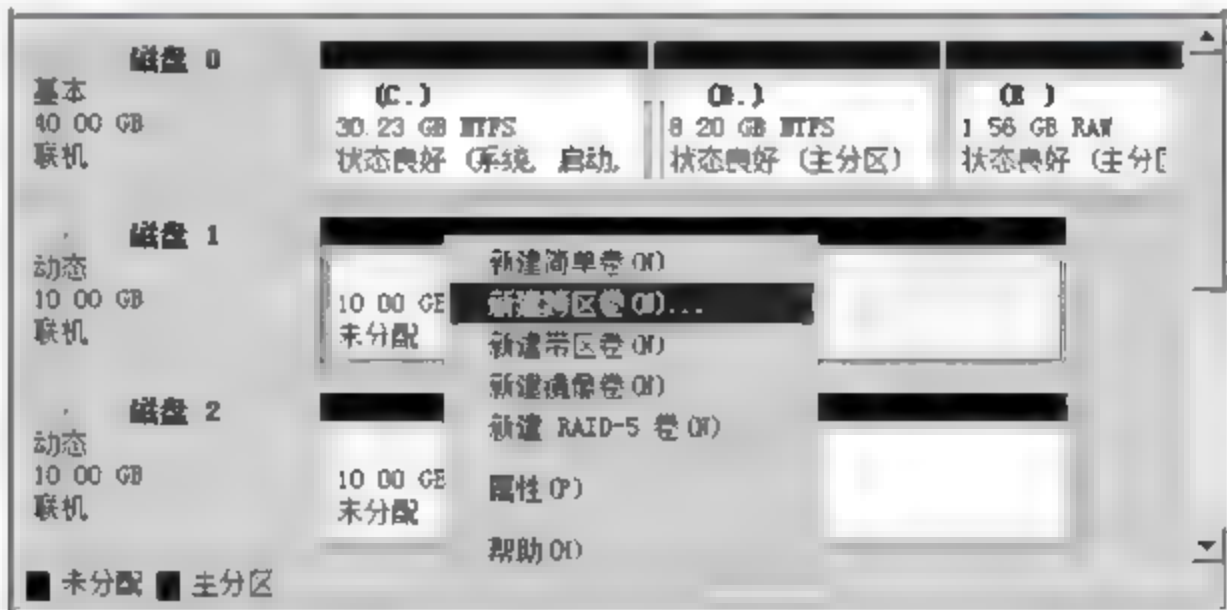 磁盘 0
基本
40 00 GB
联机
(C.)
30.23 GB NTFS
状态良好 (系统 启动.
(D.)
8 20 GB NTFS
状态良好 (主分区)
(E )
1 56 GB RAW
状态良好 (主分区
磁盘 1
动态
10 00 GB
联机
10 00 GB
未分配
新建简单卷(N)
新建跨区卷(N)...
新建带区卷(N)
新建镜像卷(N)
新建 RAID-5 卷(N)
属性(P)
帮助(H)
磁盘 2
动态
10 00 GB
联机
10 00 GB
未分配
未分配 主分区